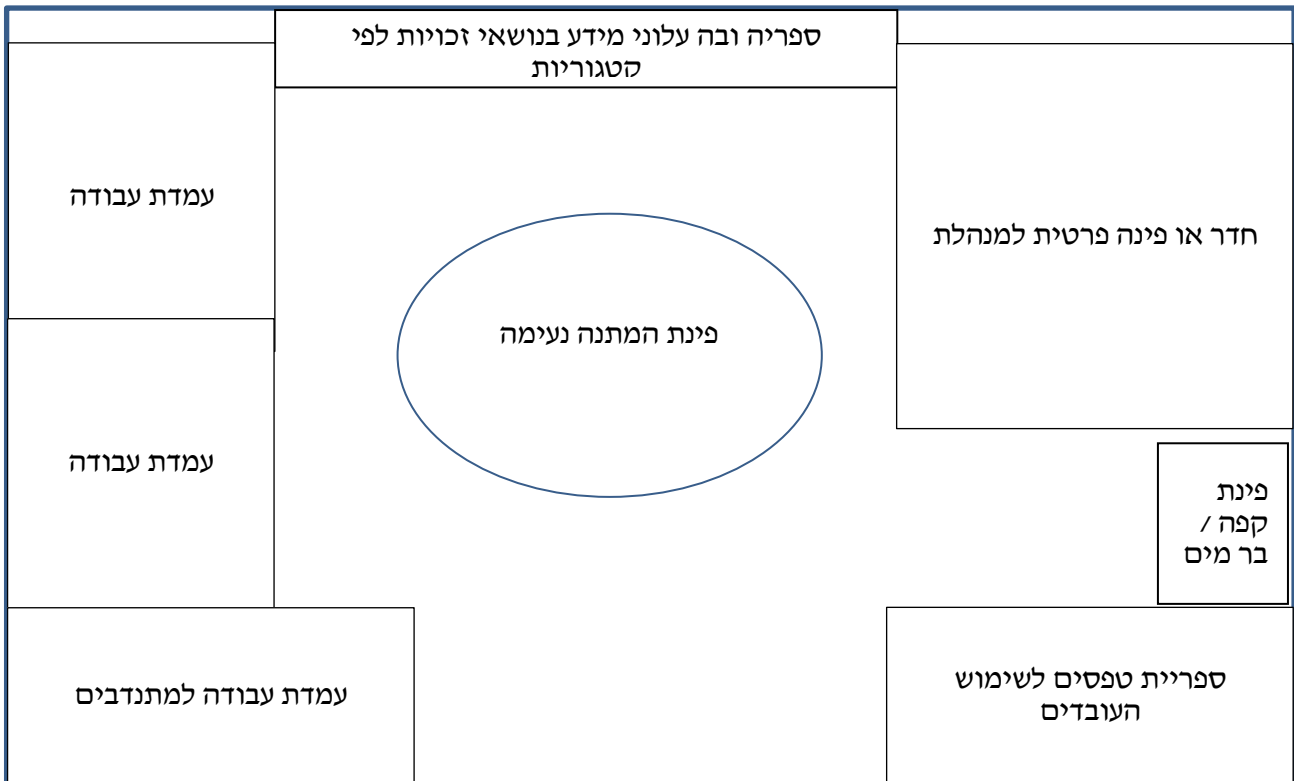 ספריה ובה עלוני מידע בנושאי זכויות לפי
קטגוריות
חדר או פינה פרטית למנהלת
עמדת עבודה
פינת המתנה נעימה
עמדת עבודה
פינת
קפה /
בר מים
ספריית טפסים לשימוש
העובדים
עמדת עבודה למתנדבים